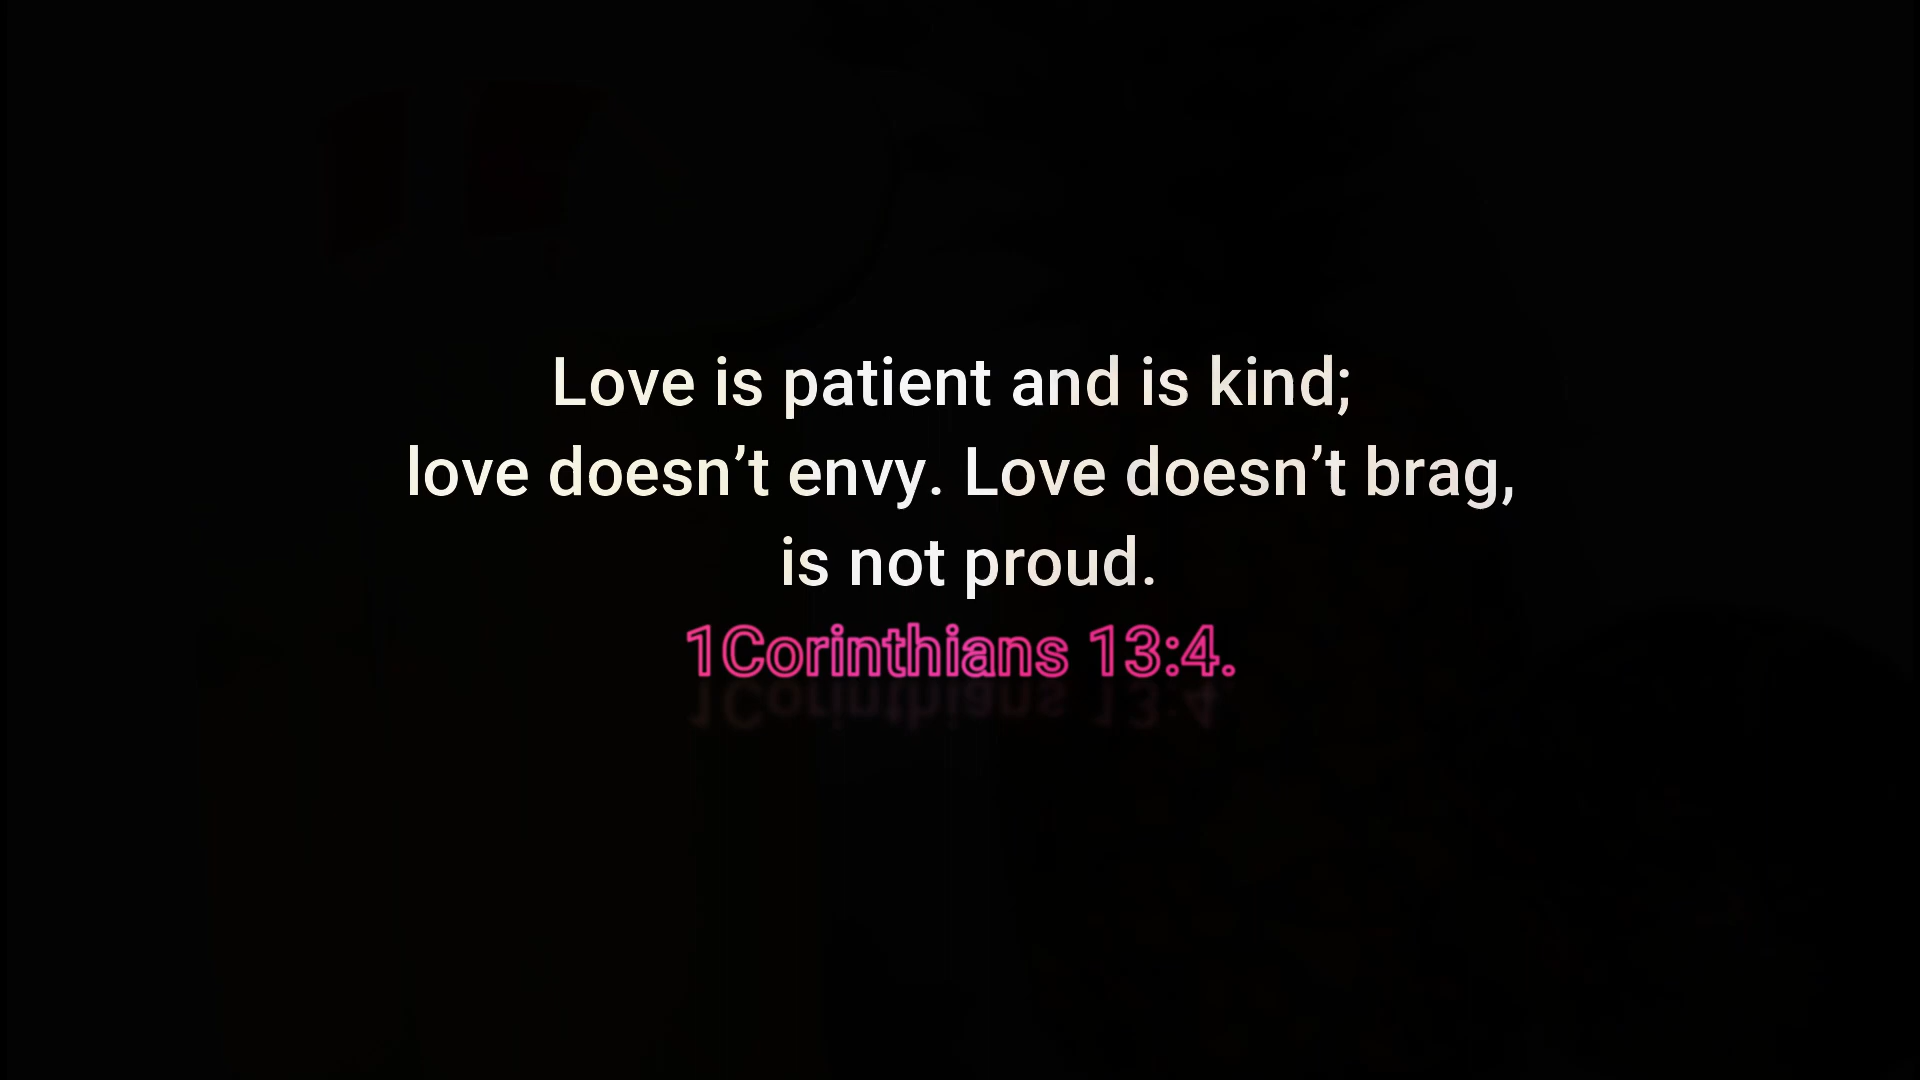 Love is patient and is kind;
love doesn’t envy. Love doesn’t brag,
is not proud.
1Corinthians 13:4.